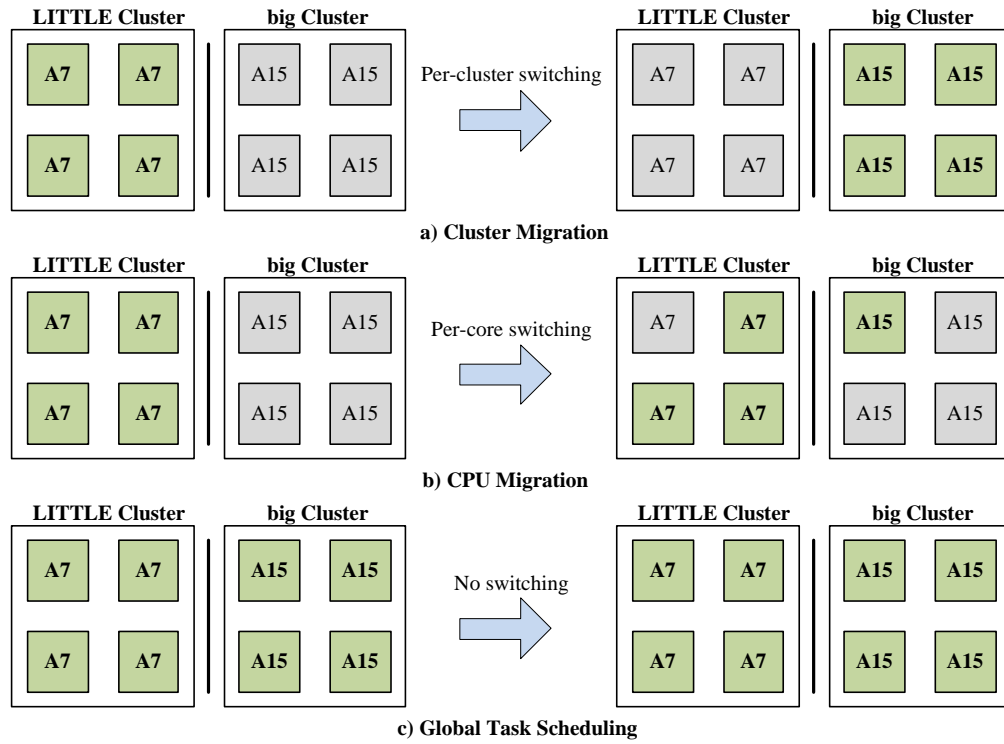 LITTLE Cluster big Cluster LITTLE Cluster big Cluster
A7 A7 A15 A15 Per-cluster switching A7 A7 A15 A15
A7 A7 A15 A15 A7 A7 A15 A15
a) Cluster Migration
LITTLE Cluster big Cluster LITTLE Cluster big Cluster
A7 A7 A15 A15 Per-core switching A7 A7 A15 A15
A7 A7 A15 A15 A7 A7 A15 A15
b) CPU Migration
LITTLE Cluster big Cluster LITTLE Cluster big Cluster
A7 A7 A15 A15 No switching A7 A7 A15 A15
A7 A7 A15 A15 A7 A7 A15 A15
c) Global Task Scheduling